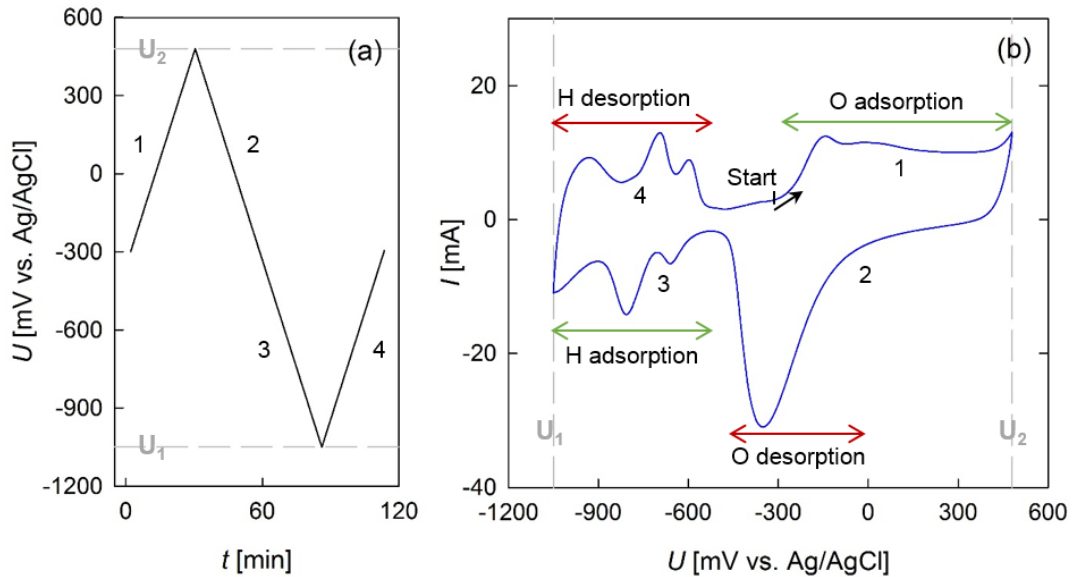 (a)
U [mV vs. Ag/AgCl]
600
300
0
-300
-600
-900
-1200
U2
U1
1
2
3
4
0
60
120
t [min]
(b)
I [mA]
20
0
-20
-40
H desorption
O adsorption
4
Start
1
3
2
H adsorption
O desorption
U1
U2
-1200
-900
-600
-300
0
300
600
U [mV vs. Ag/AgCl]